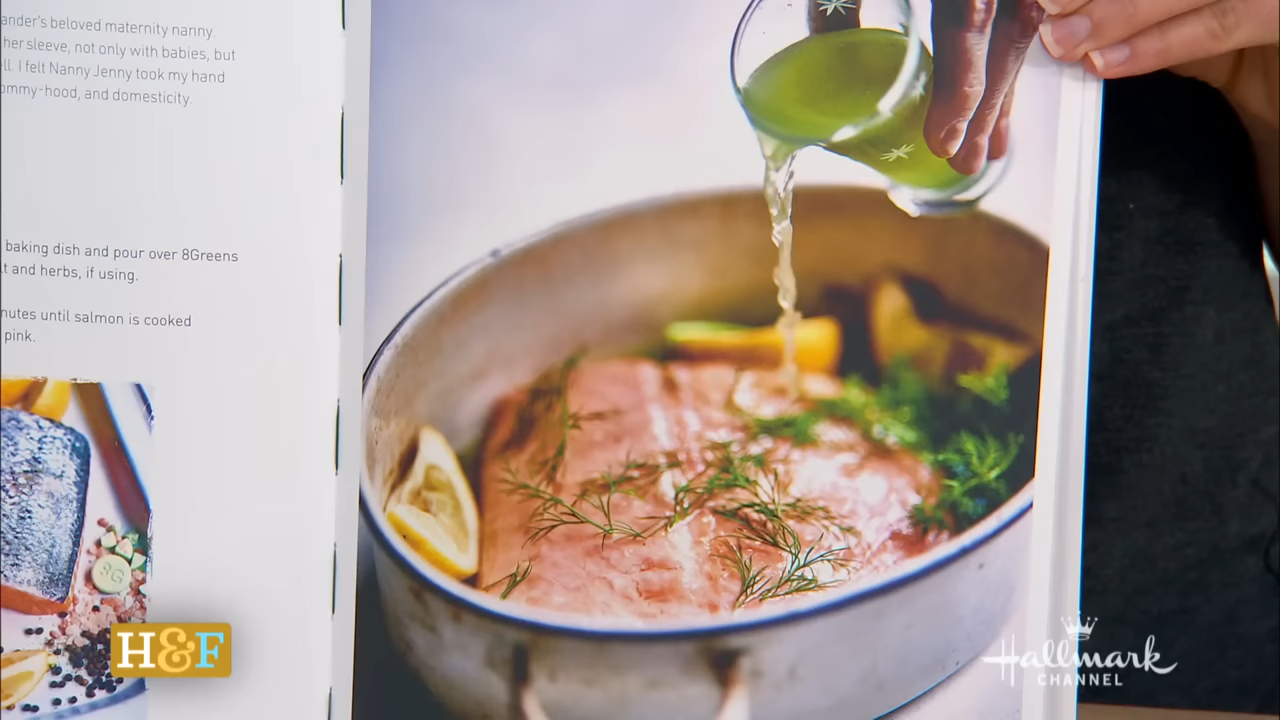 ander's beloved maternity nanny
her sleeve, not only with babies, but
ll. I felt Nanny Jenny took my hand
ommy-hood, and domesticity.
baking dish and pour over 8Greens
lt and herbs, if using.
nutes until salmon is cooked
pink.
8G
H&F
Hallmark
CHANNEL